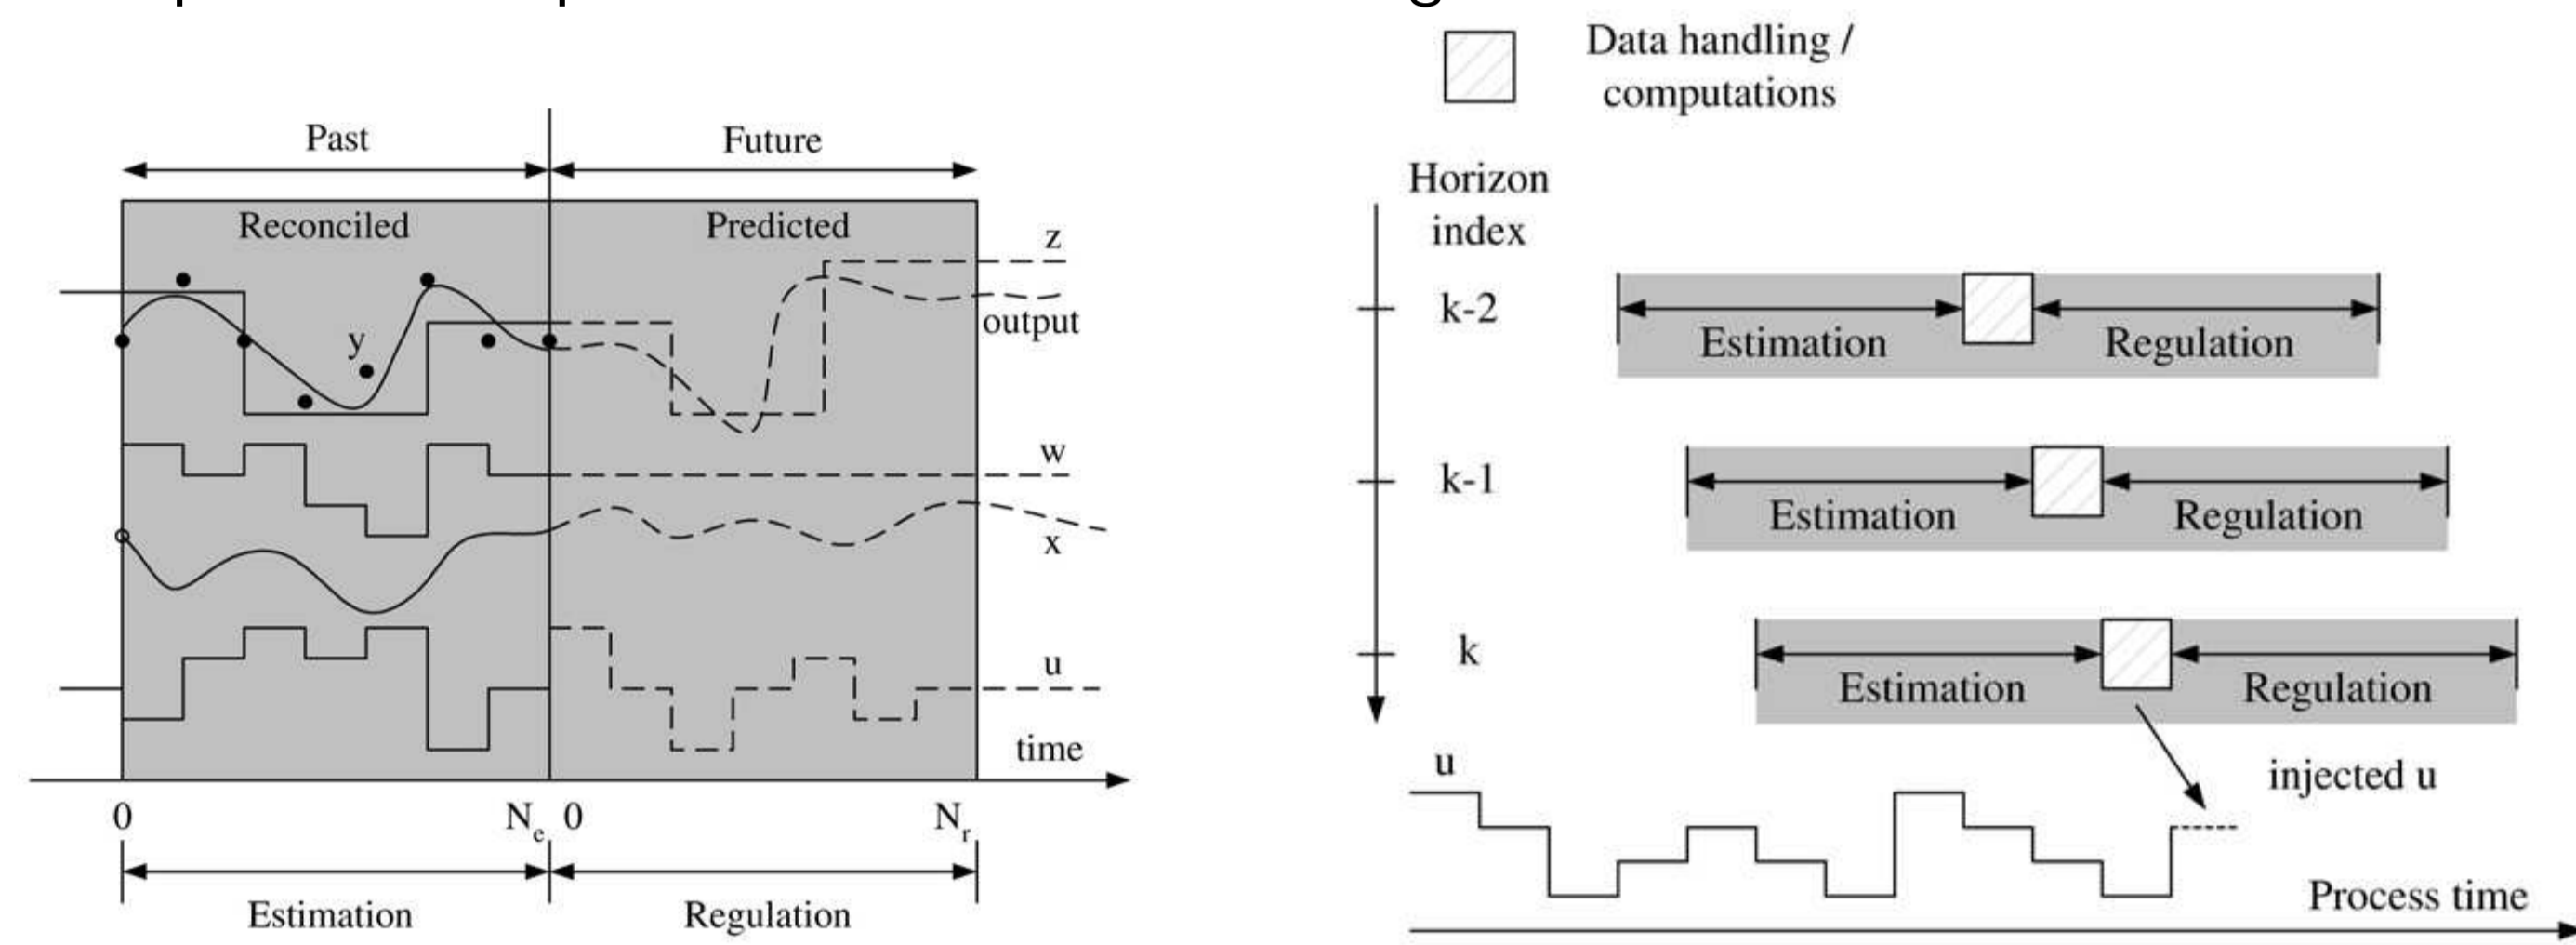 Past
Future
Reconciled
Predicted
z
output
y
w
x
u
time
0
Ne
0
Nr
Estimation
Regulation
Data handling /
computations
Horizon
index
k-2
Estimation
Regulation
k-1
Estimation
Regulation
k
Estimation
Regulation
u
injected u
Process time